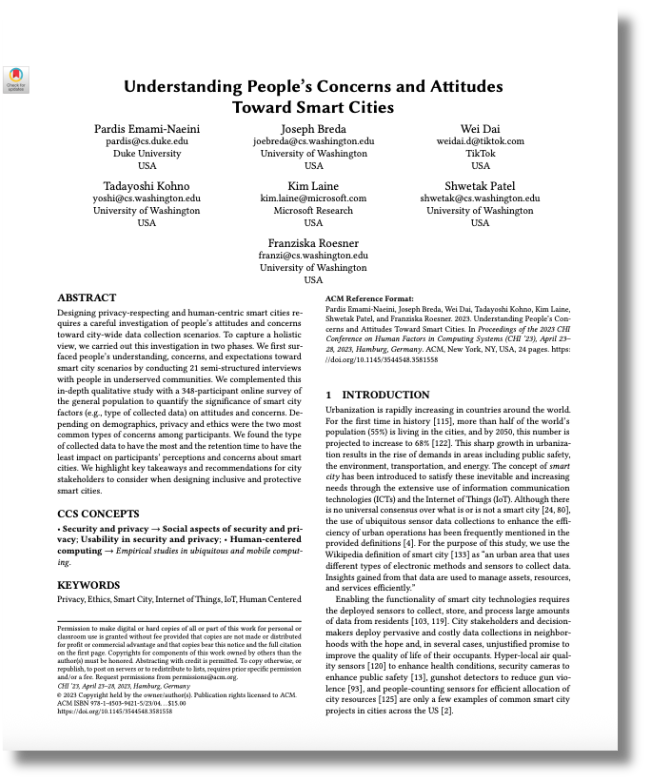 Check for
updates
Understanding People's Concerns and Attitudes
Toward Smart Cities
Pardis Emami-Naeini
pardis@cs.duke.edu
Duke University
USA
Joseph Breda
joebreda@cs.washington.edu
University of Washington
USA
Wei Dai
weidai.d@tiktok.com
TikTok
USA
Tadayoshi Kohno
yoshi@cs.washington.edu
University of Washington
USA
Kim Laine
kim.laine@microsoft.com
Microsoft Research
USA
Shwetak Patel
shwetak@cs.washington.edu
University of Washington
USA
Franziska Roesner
franzi@cs.washington.edu
University of Washington
USA
ABSTRACT
Designing privacy-respecting and human-centric smart cities re-
quires a careful investigation of people's attitudes and concerns
toward city-wide data collection scenarios. To capture a holistic
view, we carried out this investigation in two phases. We first sur-
faced people's understanding, concerns, and expectations toward
smart city scenarios by conducting 21 semi-structured interviews
with people in underserved communities. We complemented this
in-depth qualitative study with a 348-participant online survey of
the general population to quantify the significance of smart city
factors (e.g., type of collected data) on attitudes and concerns. De-
pending on demographics, privacy and ethics were the two most
common types of concerns among participants. We found the type
of collected data to have the most and the retention time to have the
least impact on participants' perceptions and concerns about smart
cities. We highlight key takeaways and recommendations for city
stakeholders to consider when designing inclusive and protective
smart cities.
CCS CONCEPTS
• Security and privacy → Social aspects of security and pri-
vacy; Usability in security and privacy; • Human-centered
computing → Empirical studies in ubiquitous and mobile comput-
ing.
KEYWORDS
Privacy, Ethics, Smart City, Internet of Things, IoT, Human Centered
Permission to make digital or hard copies of all or part of this work for personal or
classroom use is granted without fee provided that copies are not made or distributed
for profit or commercial advantage and that copies bear this notice and the full citation
on the first page. Copyrights for components of this work owned by others than the
author(s) must be honored. Abstracting with credit is permitted. To copy otherwise, or
republish, to post on servers or to redistribute to lists, requires prior specific permission
and/or a fee. Request permissions from permissions@acm.org.
CHI '23, April 23–28, 2023, Hamburg, Germany
© 2023 Copyright held by the owner/author(s). Publication rights licensed to ACM.
ACM ISBN 978-1-4503-9421-5/23/04...$15.00
https://doi.org/10.1145/3544548.3581558
ACM Reference Format:
Pardis Emami-Naeini, Joseph Breda, Wei Dai, Tadayoshi Kohno, Kim Laine,
Shwetak Patel, and Franziska Roesner. 2023. Understanding People's Con-
cerns and Attitudes Toward Smart Cities. In Proceedings of the 2023 CHI
Conference on Human Factors in Computing Systems (CHI '23), April 23–
28, 2023, Hamburg, Germany. ACM, New York, NY, USA, 24 pages. https:
//doi.org/10.1145/3544548.3581558
1 INTRODUCTION
Urbanization is rapidly increasing in countries around the world.
For the first time in history [115], more than half of the world's
population (55%) is living in the cities, and by 2050, this number is
projected to increase to 68% [122]. This sharp growth in urbaniza-
tion results in the rise of demands in areas including public safety,
the environment, transportation, and energy. The concept of smart
city has been introduced to satisfy these inevitable and increasing
needs through the extensive use of information communication
technologies (ICTs) and the Internet of Things (IoT). Although there
is no universal consensus over what is or is not a smart city [24, 80],
the use of ubiquitous sensor data collections to enhance the effi-
ciency of urban operations has been frequently mentioned in the
provided definitions [4]. For the purpose of this study, we use the
Wikipedia definition of smart city [133] as "an urban area that uses
different types of electronic methods and sensors to collect data.
Insights gained from that data are used to manage assets, resources,
and services efficiently."
Enabling the functionality of smart city technologies requires
the deployed sensors to collect, store, and process large amounts
of data from residents [103, 119]. City stakeholders and decision-
makers deploy pervasive and costly data collections in neighbor-
hoods with the hope and, in several cases, unjustified promise to
improve the quality of life of their occupants. Hyper-local air qual-
ity sensors [120] to enhance health conditions, security cameras to
enhance public safety [13], gunshot detectors to reduce gun vio-
lence [93], and people-counting sensors for efficient allocation of
city resources [125] are only a few examples of common smart city
projects in cities across the US [2].